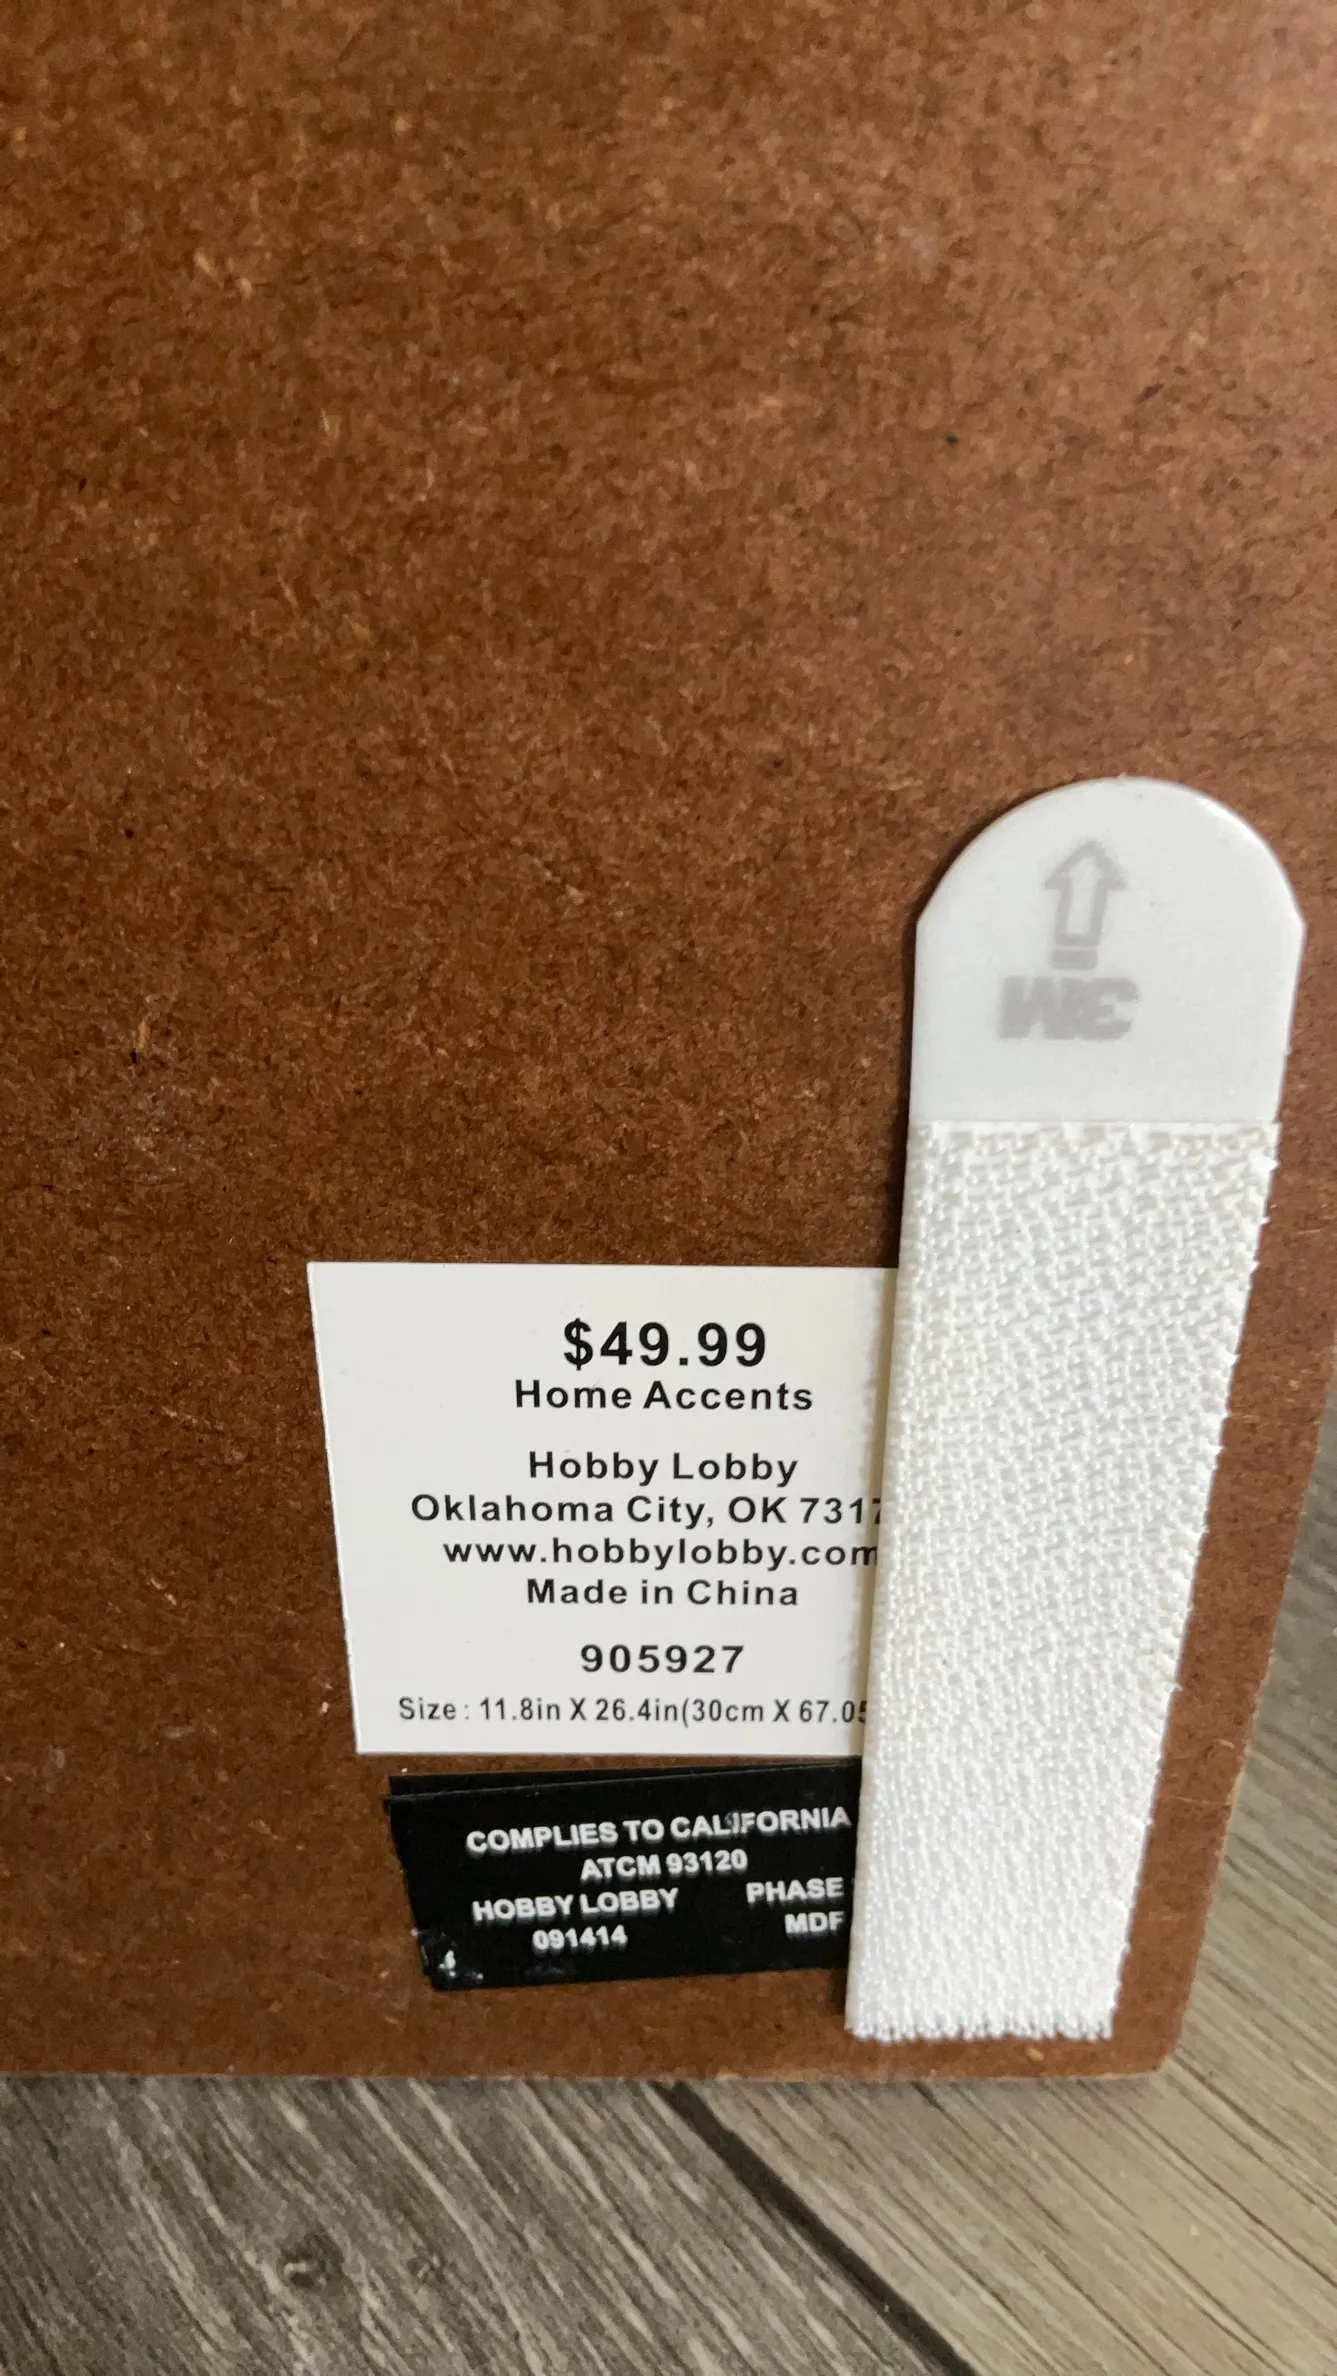 3M
$49.99
Home Accents
Hobby Lobby
Oklahoma City, OK 7317
www.hobbylobby.com
Made in China
905927
Size : 11.8in X 26.4in(30cm X 67.05
COMPLIES TO CALIFORNIA
ATCM 93120
HOBBY LOBBY PHASE
091414 MDF